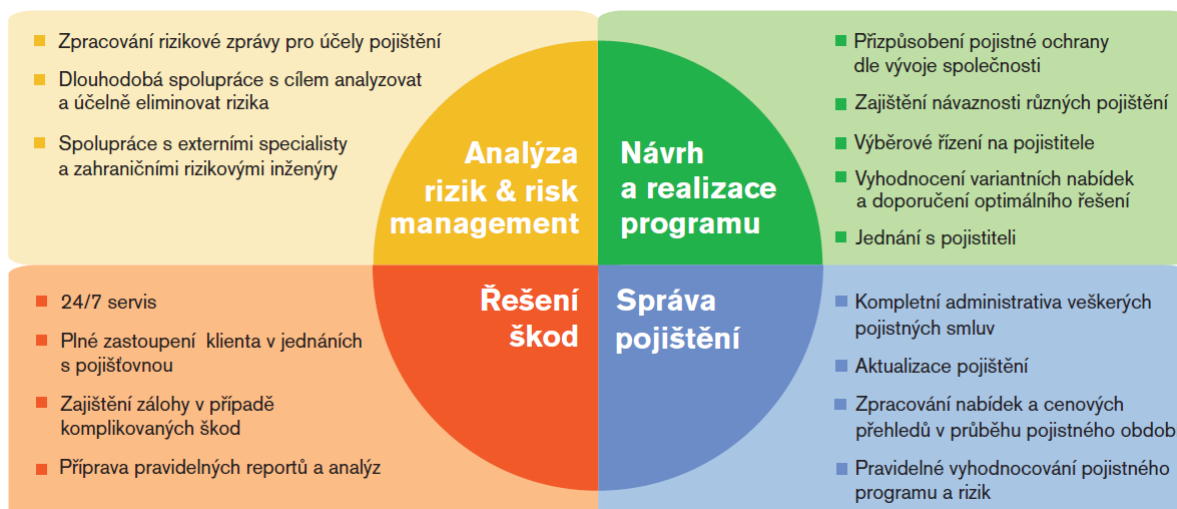 Zpracování rizikové zprávy pro účely pojištění
Dlouhodobá spolupráce s cílem analyzovat
a účelně eliminovat rizika
Spolupráce s externími specialisty
a zahraničními rizikovými inženýry
Analýza
rizik & risk
management
Návrh
a realizace
programu
Přizpůsobení pojistné ochrany
dle vývoje společnosti
Zajištění návaznosti různých pojištění
Výběrové řízení na pojistitele
Vyhodnocení variantních nabídek
a doporučení optimálního řešení
Jednání s pojistiteli
24/7 servis
Plné zastoupení klienta v jednáních
s pojišťovnou
Zajištění zálohy v případě
komplikovaných škod
Příprava pravidelných reportů a analýz
Řešení
škod
Správa
pojištění
Kompletní administrativa veškerých
pojistných smluv
Aktualizace pojištění
Zpracování nabídek a cenových
přehledů v průběhu pojistného obdob
Pravidelné vyhodnocování pojistného
programu a rizik